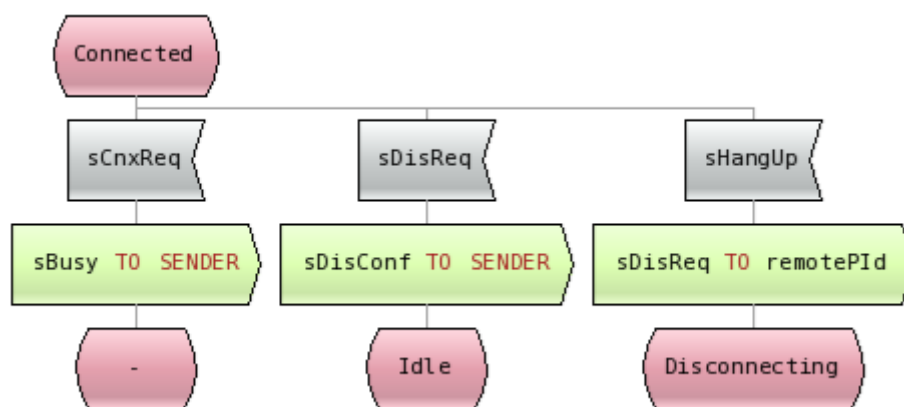 Connected
sCnxReq
sDisReq
sHangUp
sBusy TO SENDER
sDisConf TO SENDER
sDisReq TO remotePId
-
Idle
Disconnecting